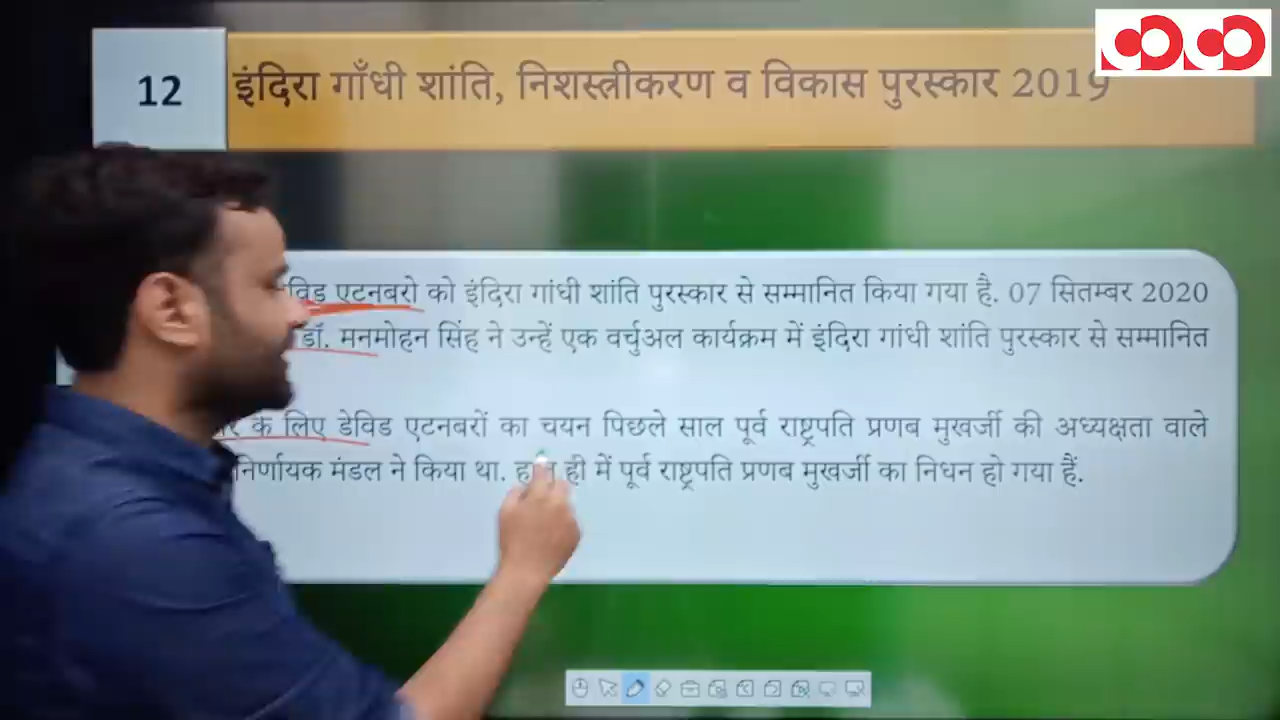 12
इंदिरा गाँधी शांति, निशस्त्रीकरण व विकास पुरस्कार 2019
एटनबरो को इंदिरा गांधी शांति पुरस्कार से सम्मानित किया गया है. 07 सितम्बर 2020
डॉ. मनमोहन सिंह ने उन्हें एक वर्चुअल कार्यक्रम में इंदिरा गांधी शांति पुरस्कार से सम्मानित
के लिए डेविड एटनबरों का चयन पिछले साल पूर्व राष्ट्रपति प्रणब मुखर्जी की अध्यक्षता वाले
निर्णायक मंडल ने किया था. ही में पूर्व राष्ट्रपति प्रणब मुखर्जी का निधन हो गया हैं.